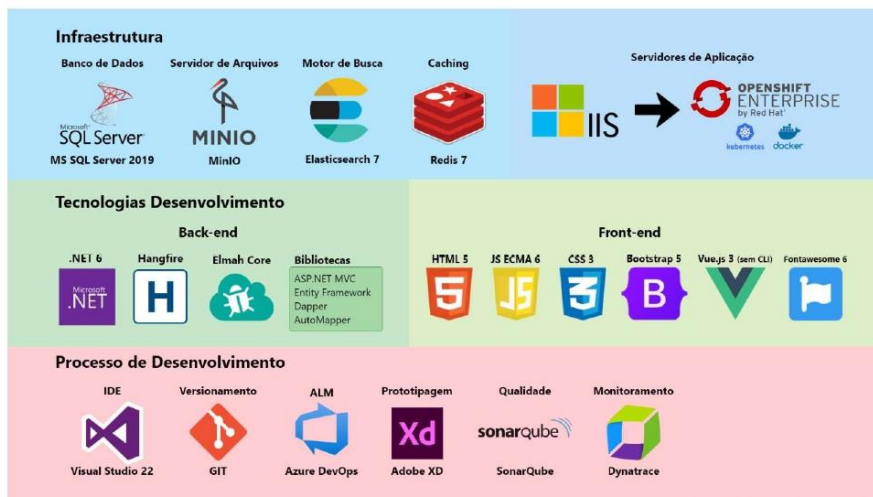 Infraestrutura
Banco de Dados
Servidor de Arquivos
Motor de Busca
Caching
Servidores de Aplicação
Microsoft
SQL Server
MINIO
IIS
OPENSHIFT
ENTERPRISE
by Red Hat
kubernetes
docker
MS SQL Server 2019
MinIO
Elasticsearch 7
Redis 7
Tecnologias Desenvolvimento
Back-end
.NET 6
Hangfire
Elmah Core
Bibliotecas
Microsoft
.NET
H
ASP.NET MVC
Entity Framework
Dapper
AutoMapper
Front-end
HTML 5
JS ECMA 6
CSS 3
Bootstrap 5
Vue.js 3 (sem CLI)
Fontawesome 6
5
JS
3
B
Processo de Desenvolvimento
IDE
Versionamento
ALM
Prototipagem
Qualidade
Monitoramento
Xd
sonarqube
Visual Studio 22
GIT
Azure DevOps
Adobe XD
SonarQube
Dynatrace